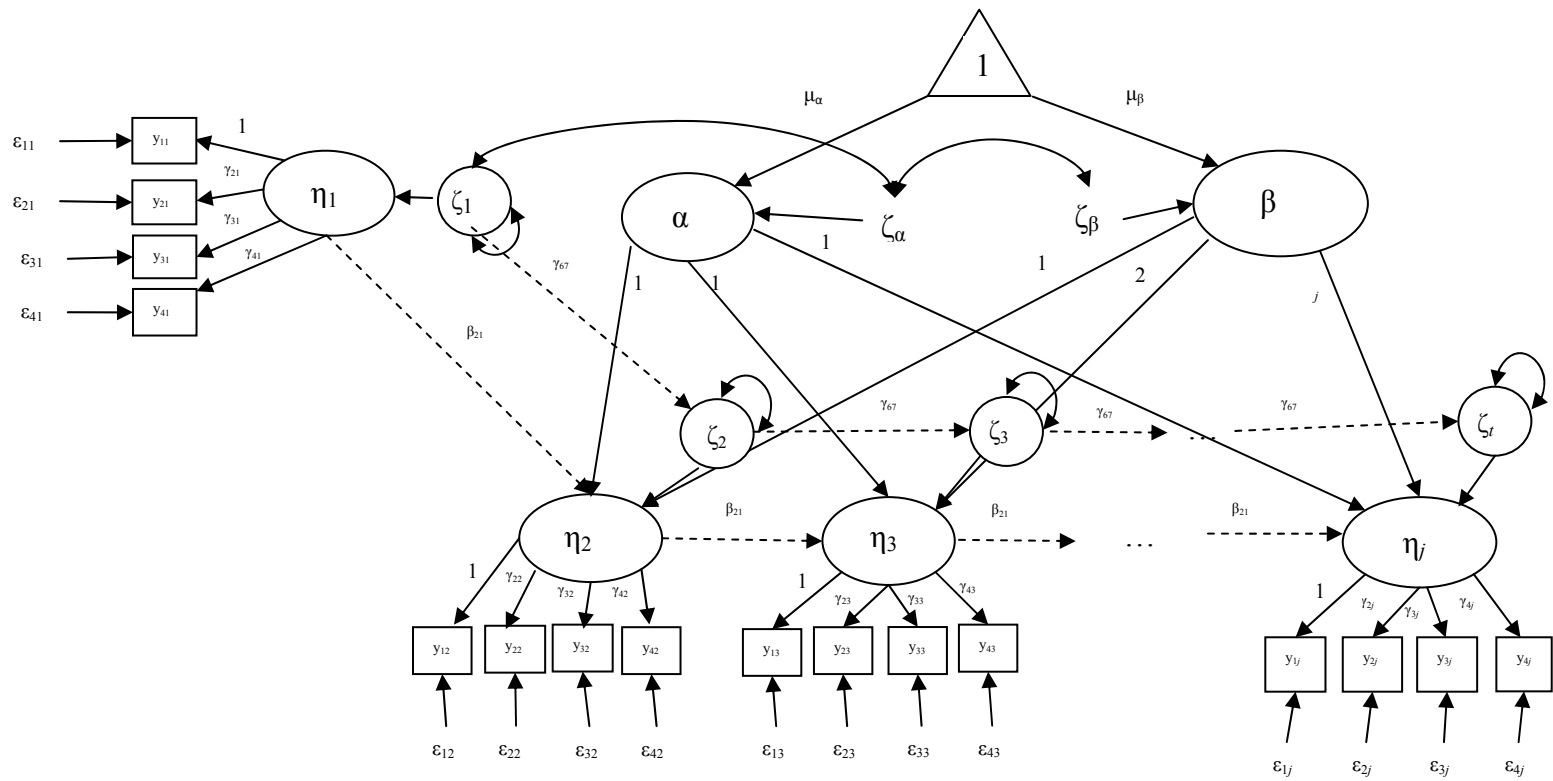 1
μα μβ
ε11 y11 1
ε21 y21 γ21 η1 ζ1 α ζα ζβ β
ε31 y31 γ31
ε41 y41 γ41
γ67 1 1 1 1 2 j
β21
ζ2 γ67 ζ3 γ67 ... γ67 ζt
η2 β21 η3 β21 ... β21 ηj
1 γ22 γ32 γ42 1 γ23 γ33 γ43 1 γ2j γ3j γ4j
y12 y22 y32 y42 y13 y23 y33 y43 y1j y2j y3j y4j
ε12 ε22 ε32 ε42 ε13 ε23 ε33 ε43 ε1j ε2j ε3j ε4j